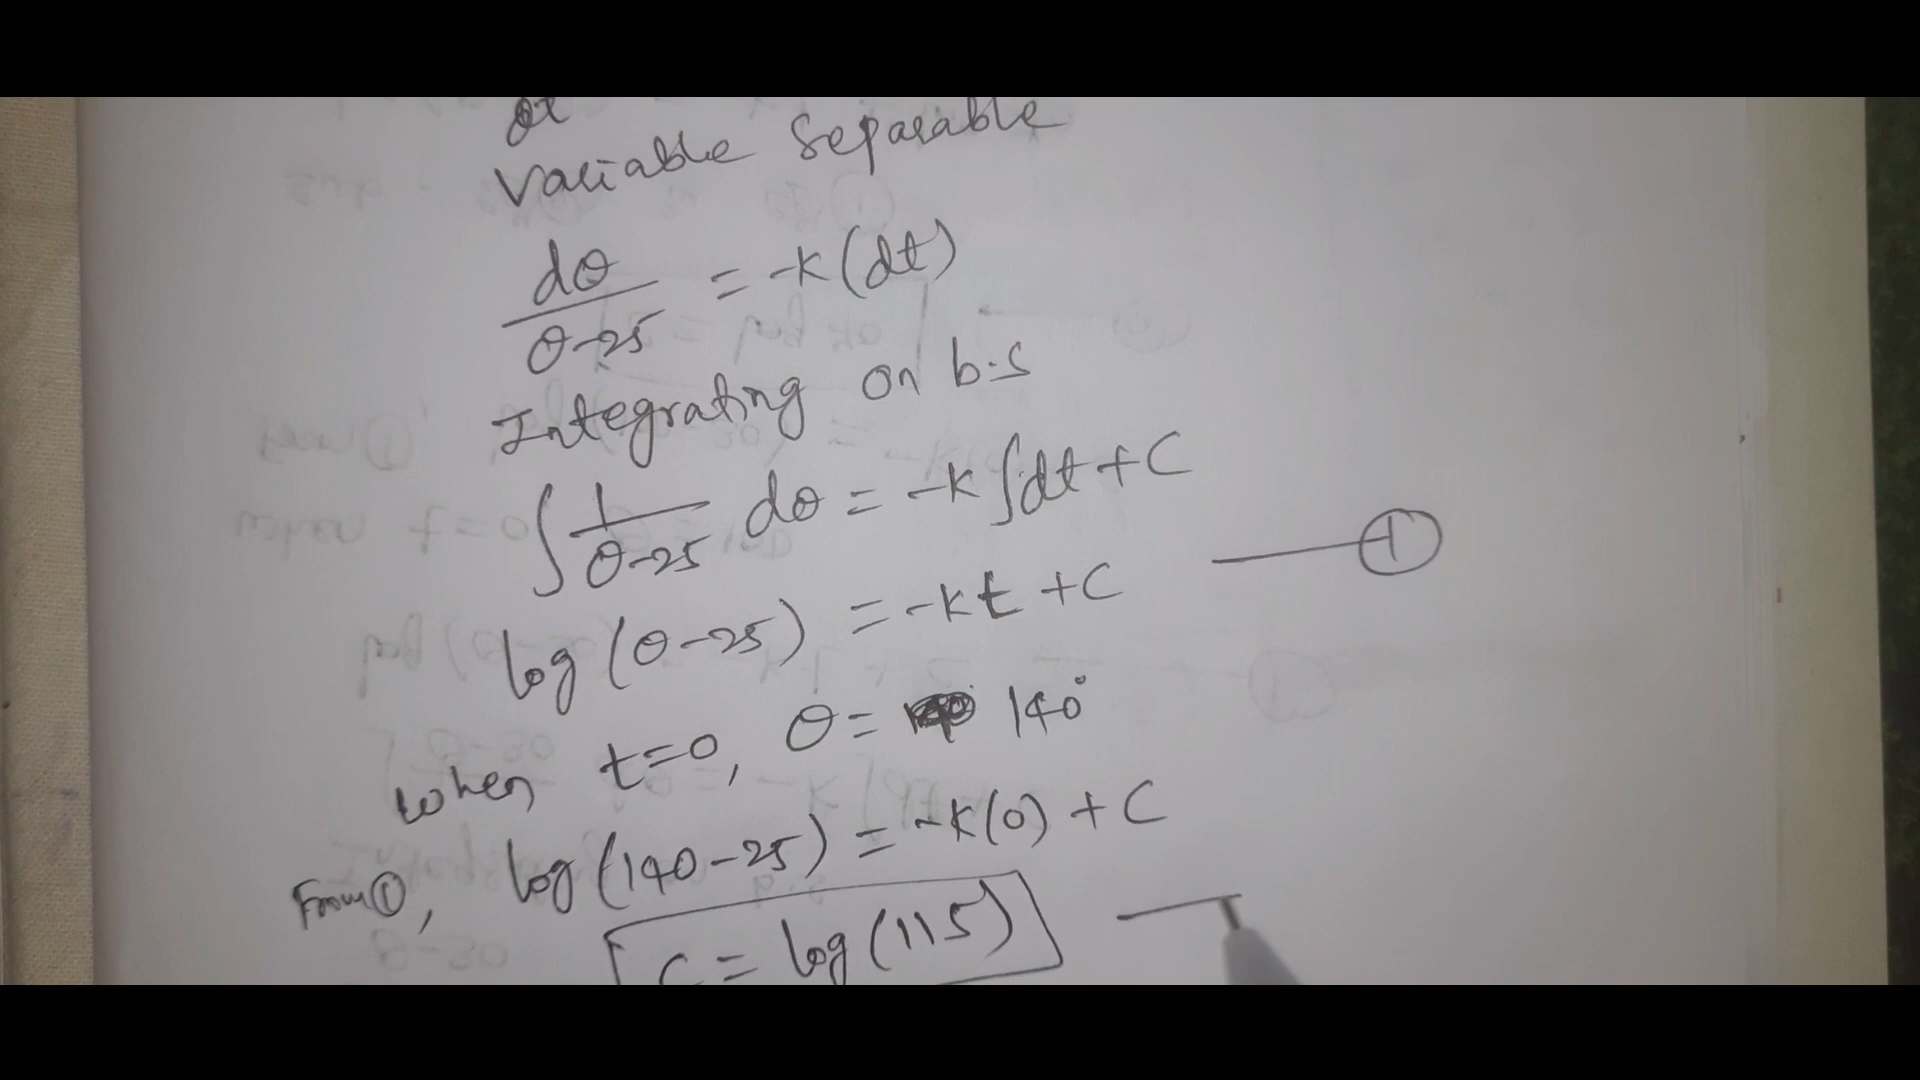 dt
Variable Separable
dθ/θ-25 = -k(dt)
Integrating on b.s
∫ 1/θ-25 dθ = -k ∫dt + C
log(θ-25) = -kt + C —— ①
when t=0, θ = 140°
From ①, log(140-25) = -k(0) + C
C = log(115) —